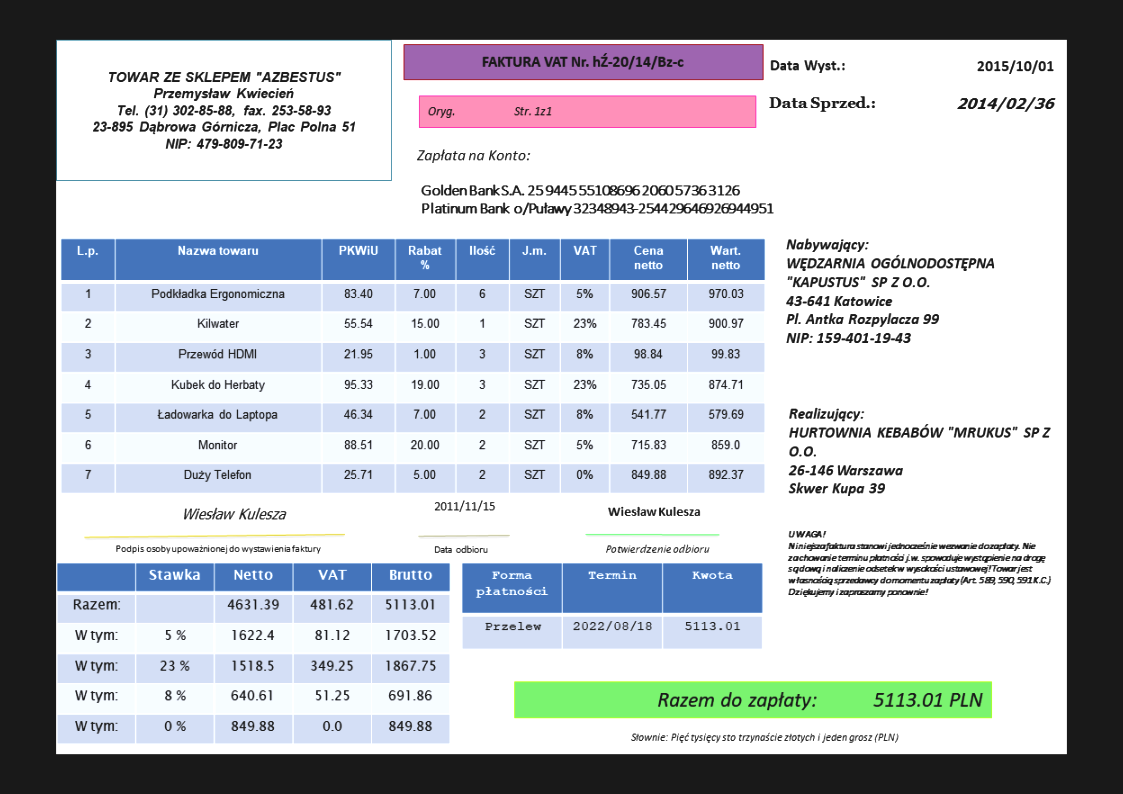 TOWAR ZE SKLEPEM "AZBESTUS"
Przemysław Kwiecień
Tel. (31) 302-85-88, fax. 253-58-93
23-895 Dąbrowa Górnicza, Plac Polna 51
NIP: 479-809-71-23
FAKTURA VAT Nr. hŹ-20/14/Bz-c
Oryg. Str. 1z1
Data Wyst.: 2015/10/01
Data Sprzed.: 2014/02/36
Zapłata na Konto:
Golden Bank S.A. 25 9445 5510 8696 2060 5736 3126
Platinum Bank o/Puławy 32348943-254429646926944951
L.p. Nazwa towaru PKWiU Rabat % Ilość J.m. VAT Cena netto Wart. netto
1 Podkładka Ergonomiczna 83.40 7.00 6 SZT 5% 906.57 970.03
2 Kilwater 55.54 15.00 1 SZT 23% 783.45 900.97
3 Przewód HDMI 21.95 1.00 3 SZT 8% 98.84 99.83
4 Kubek do Herbaty 95.33 19.00 3 SZT 23% 735.05 874.71
5 Ładowarka do Laptopa 46.34 7.00 2 SZT 8% 541.77 579.69
6 Monitor 88.51 20.00 2 SZT 5% 715.83 859.0
7 Duży Telefon 25.71 5.00 2 SZT 0% 849.88 892.37
Nabywający:
WĘDZARNIA OGÓLNODOSTĘPNA
"KAPUSTUS" SP Z O.O.
43-641 Katowice
Pl. Antka Rozpylacza 99
NIP: 159-401-19-43
Realizujący:
HURTOWNIA KEBABÓW "MRUKUS" SP Z
O.O.
26-146 Warszawa
Skwer Kupa 39
Wiesław Kulesza
Podpis osoby upoważnionej do wystawienia faktury
2011/11/15
Data odbioru
Wiesław Kulesza
Potwierdzenie odbioru
UWAGA!
Niniejsza faktura stanowi jednocześnie wezwanie do zapłaty. Nie
zachowanie terminu płatności j.w. spowoduje wystąpienie na drogę
sądową i naliczenie odsetek w wysokości ustawowej! Towar jest
własnością sprzedawcy do momentu zapłaty (Art. 589, 590, 591 K.C.)
Dziękujemy i zapraszamy ponownie!
Stawka Netto VAT Brutto
Razem: 4631.39 481.62 5113.01
W tym: 5 % 1622.4 81.12 1703.52
W tym: 23 % 1518.5 349.25 1867.75
W tym: 8 % 640.61 51.25 691.86
W tym: 0 % 849.88 0.0 849.88
Forma płatności Termin Kwota
Przelew 2022/08/18 5113.01
Razem do zapłaty: 5113.01 PLN
Słownie: Pięć tysięcy sto trzynaście złotych i jeden grosz (PLN)